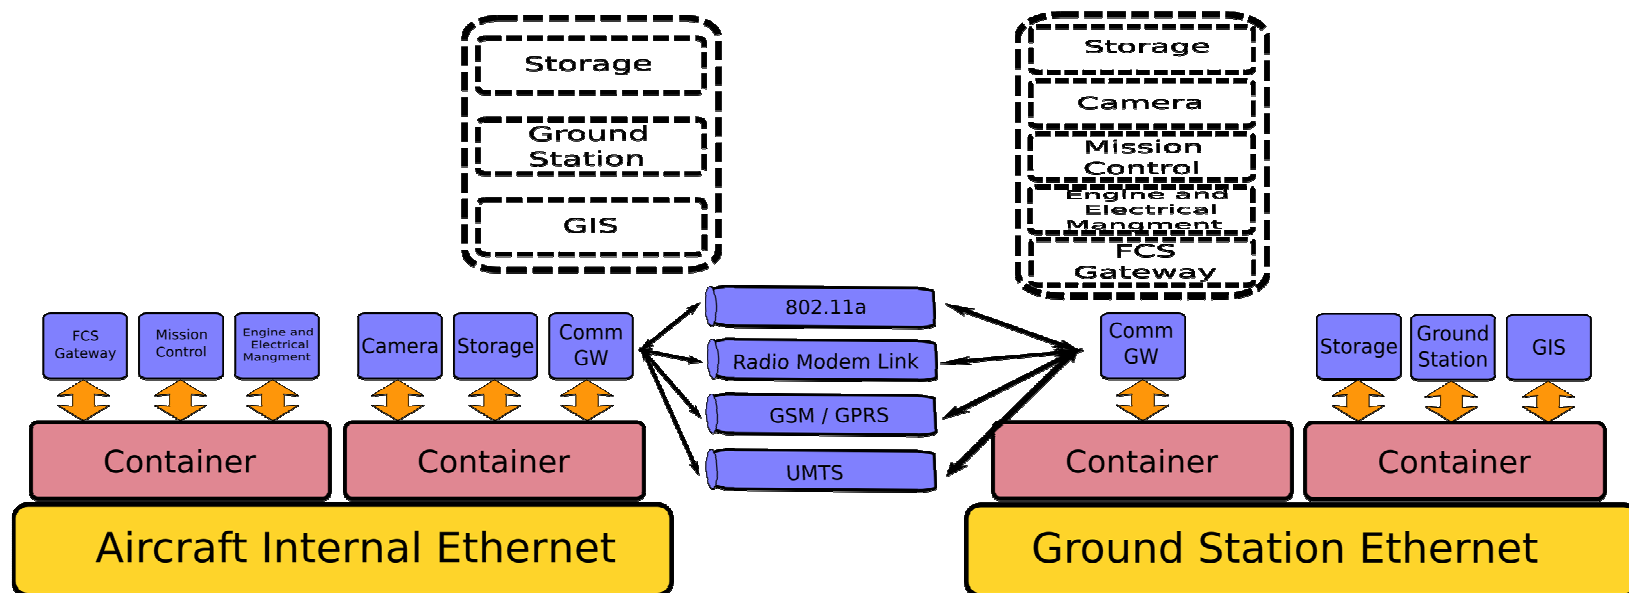 Storage
Ground
Station
GIS
Storage
Camera
Mission
Control
Engine and
Electrical
Mangment
FCS
Gateway
FCS
Gateway
Mission
Control
Engine and
Electrical
Mangment
Camera
Storage
Comm
GW
802.11a
Radio Modem Link
GSM / GPRS
UMTS
Comm
GW
Storage
Ground
Station
GIS
Container
Container
Container
Container
Aircraft Internal Ethernet
Ground Station Ethernet